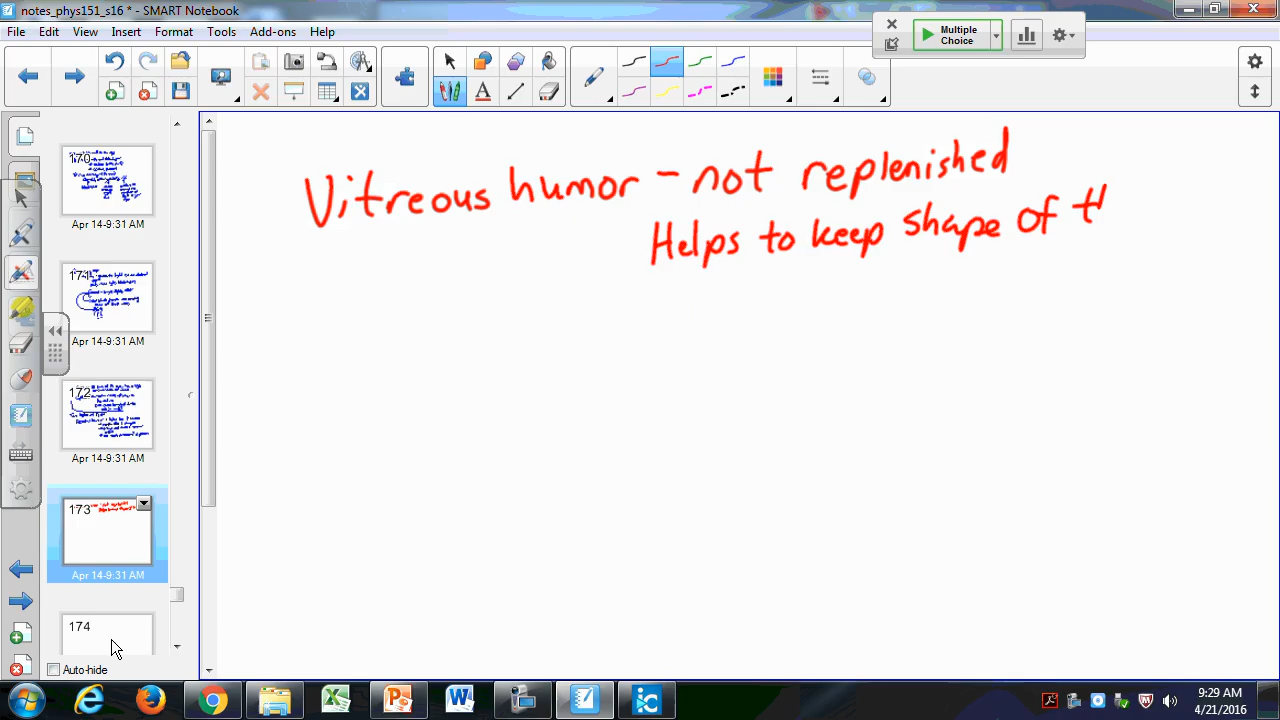 notes_phys151_s16 * - SMART Notebook
File Edit View Insert Format Tools Add-ons Help
Multiple Choice
Vitreous humor - not replenished
Helps to keep shape of t
170
Apr 14-9:31 AM
171
Apr 14-9:31 AM
172
Apr 14-9:31 AM
173
Apr 14-9:31 AM
174
Auto-hide
9:29 AM
4/21/2016